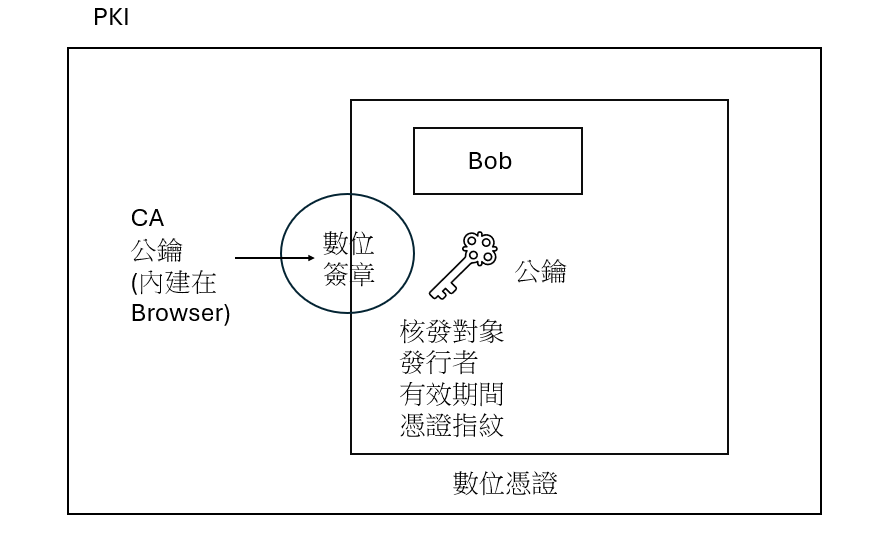 PKI
Bob
CA
公鑰
(內建在
Browser)
數位
簽章
公鑰
核發對象
發行者
有效期間
憑證指紋
數位憑證